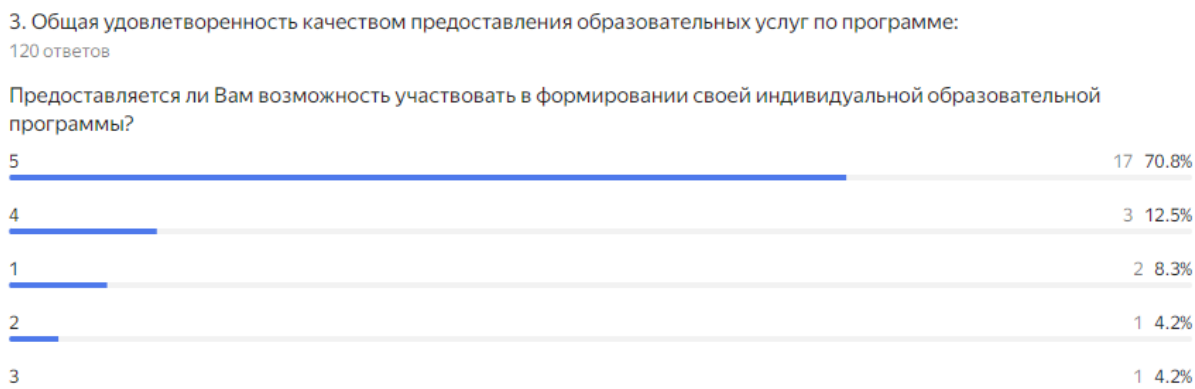 3. Общая удовлетворенность качеством предоставления образовательных услуг по программе:
120 ответов
Предоставляется ли Вам возможность участвовать в формировании своей индивидуальной образовательной
программы?
5 17 70.8%
4 3 12.5%
1 2 8.3%
2 1 4.2%
3 1 4.2%